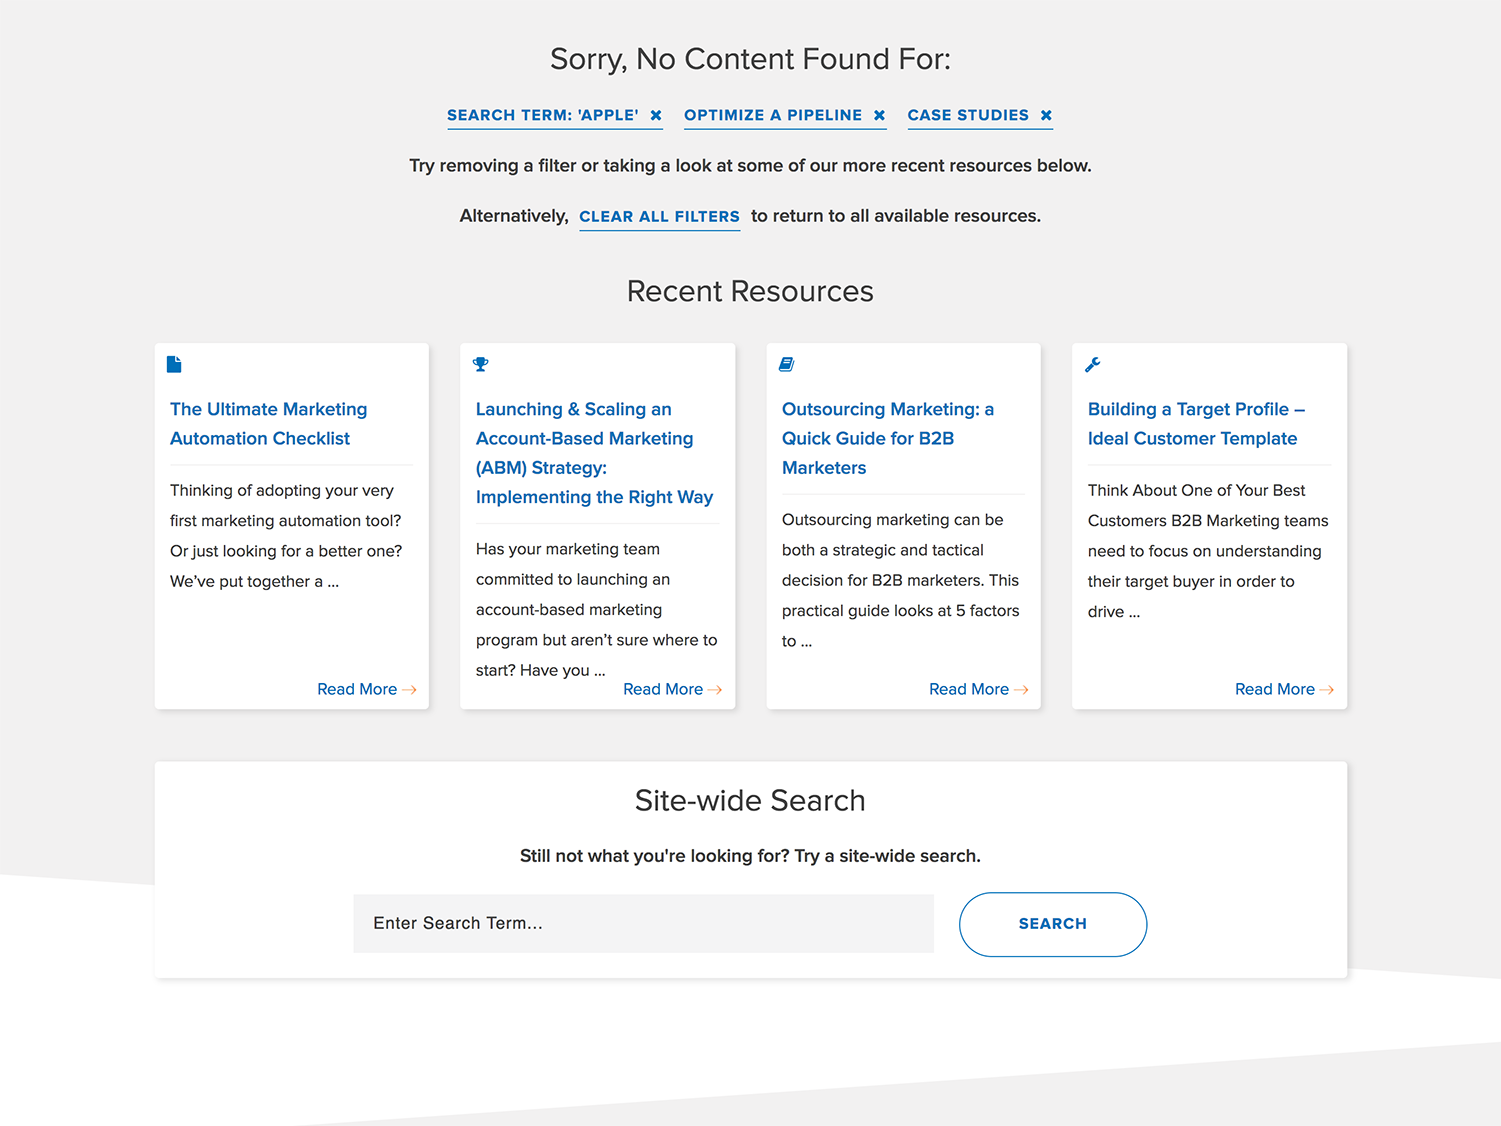 Sorry, No Content Found For:
SEARCH TERM: 'APPLE' ✖ OPTIMIZE A PIPELINE ✖ CASE STUDIES ✖
Try removing a filter or taking a look at some of our more recent resources below.
Alternatively, CLEAR ALL FILTERS to return to all available resources.
Recent Resources
The Ultimate Marketing
Automation Checklist
Thinking of adopting your very
first marketing automation tool?
Or just looking for a better one?
We’ve put together a ...
Read More →
Launching & Scaling an
Account-Based Marketing
(ABM) Strategy:
Implementing the Right Way
Has your marketing team
committed to launching an
account-based marketing
program but aren’t sure where to
start? Have you ...
Read More →
Outsourcing Marketing: a
Quick Guide for B2B
Marketers
Outsourcing marketing can be
both a strategic and tactical
decision for B2B marketers. This
practical guide looks at 5 factors
to ...
Read More →
Building a Target Profile –
Ideal Customer Template
Think About One of Your Best
Customers B2B Marketing teams
need to focus on understanding
their target buyer in order to
drive ...
Read More →
Site-wide Search
Still not what you're looking for? Try a site-wide search.
Enter Search Term...
SEARCH